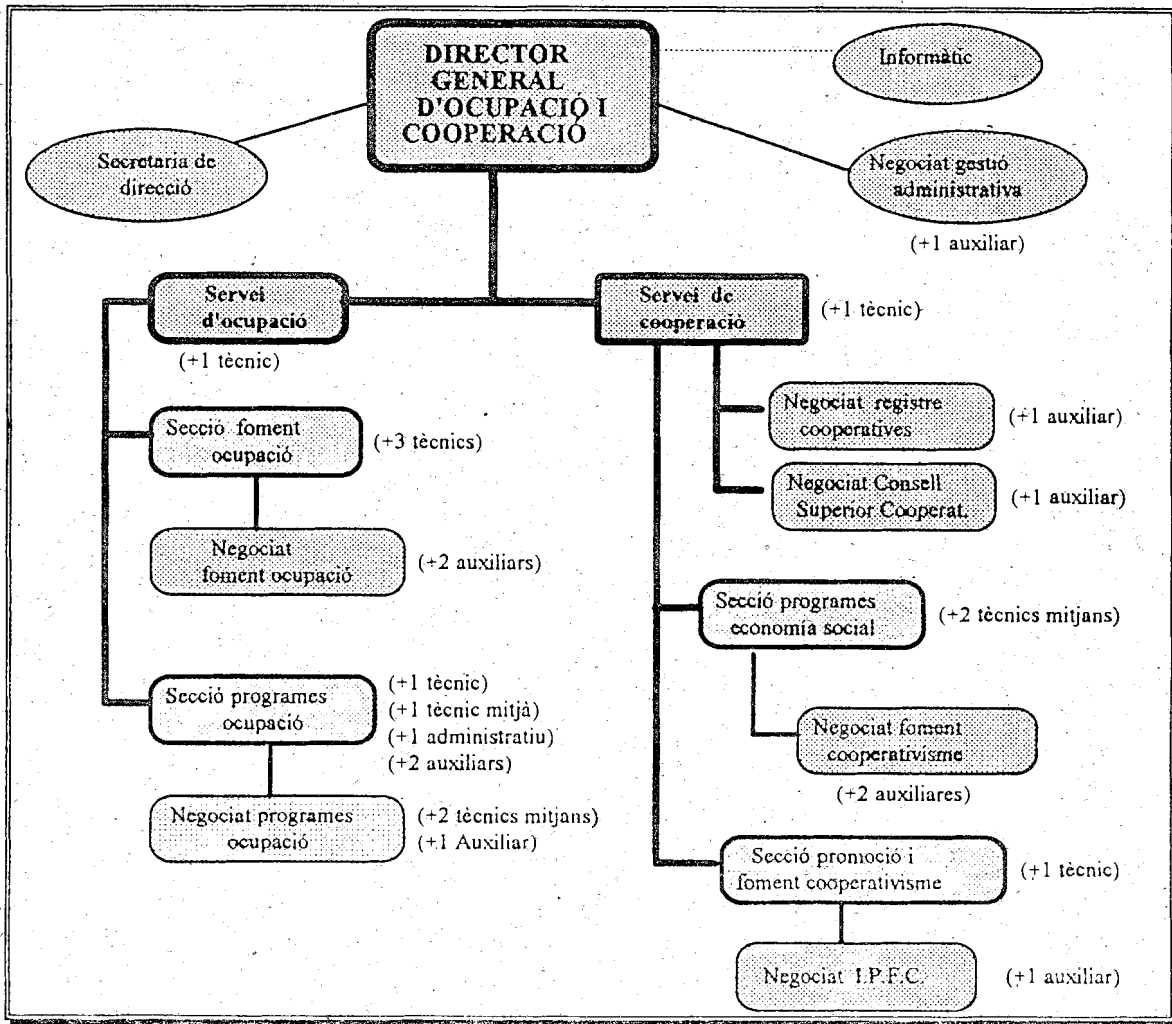 DIRECTOR
GENERAL
D'OCUPACIÓ I
COOPERACIÓ
Informàtic
Secretaria de
direcció
Negociat gestió
administrativa
(+1 auxiliar)
Servei
d'ocupació
(+1 tècnic)
Servei de
cooperació
(+1 tècnic)
Secció foment
ocupació
(+3 tècnics)
Negociat
foment ocupació
(+2 auxiliars)
Secció programes
ocupació
(+1 tècnic)
(+1 tècnic mitjà)
(+1 administratiu)
(+2 auxiliars)
Negociat programes
ocupació
(+2 tècnics mitjans)
(+1 Auxiliar)
Negociat registre
cooperatives
(+1 auxiliar)
Negociat Consell
Superior Cooperat.
(+1 auxiliar)
Secció programes
economía social
(+2 tècnics mitjans)
Negociat foment
cooperativisme
(+2 auxiliares)
Secció promoció i
foment cooperativisme
(+1 tècnic)
Negociat I.P.F.C.
(+1 auxiliar)